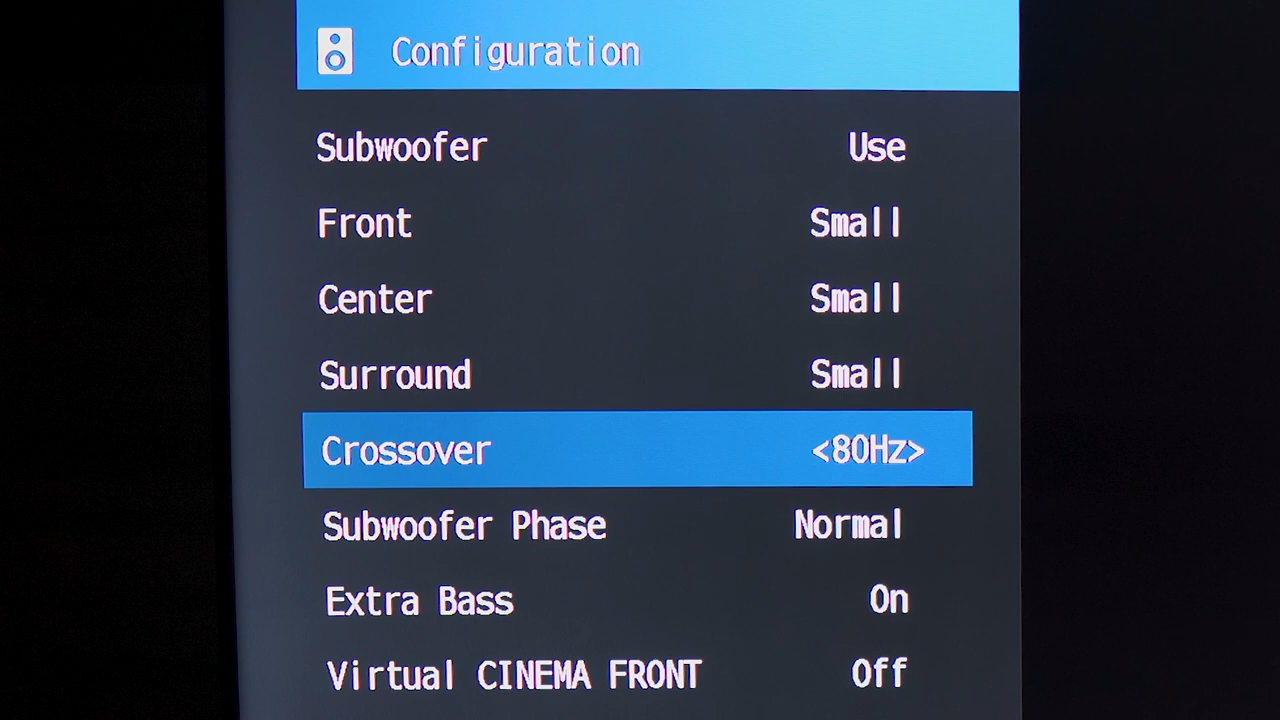 Configuration
Subwoofer Use
Front Small
Center Small
Surround Small
Crossover <80Hz>
Subwoofer Phase Normal
Extra Bass On
Virtual CINEMA FRONT Off